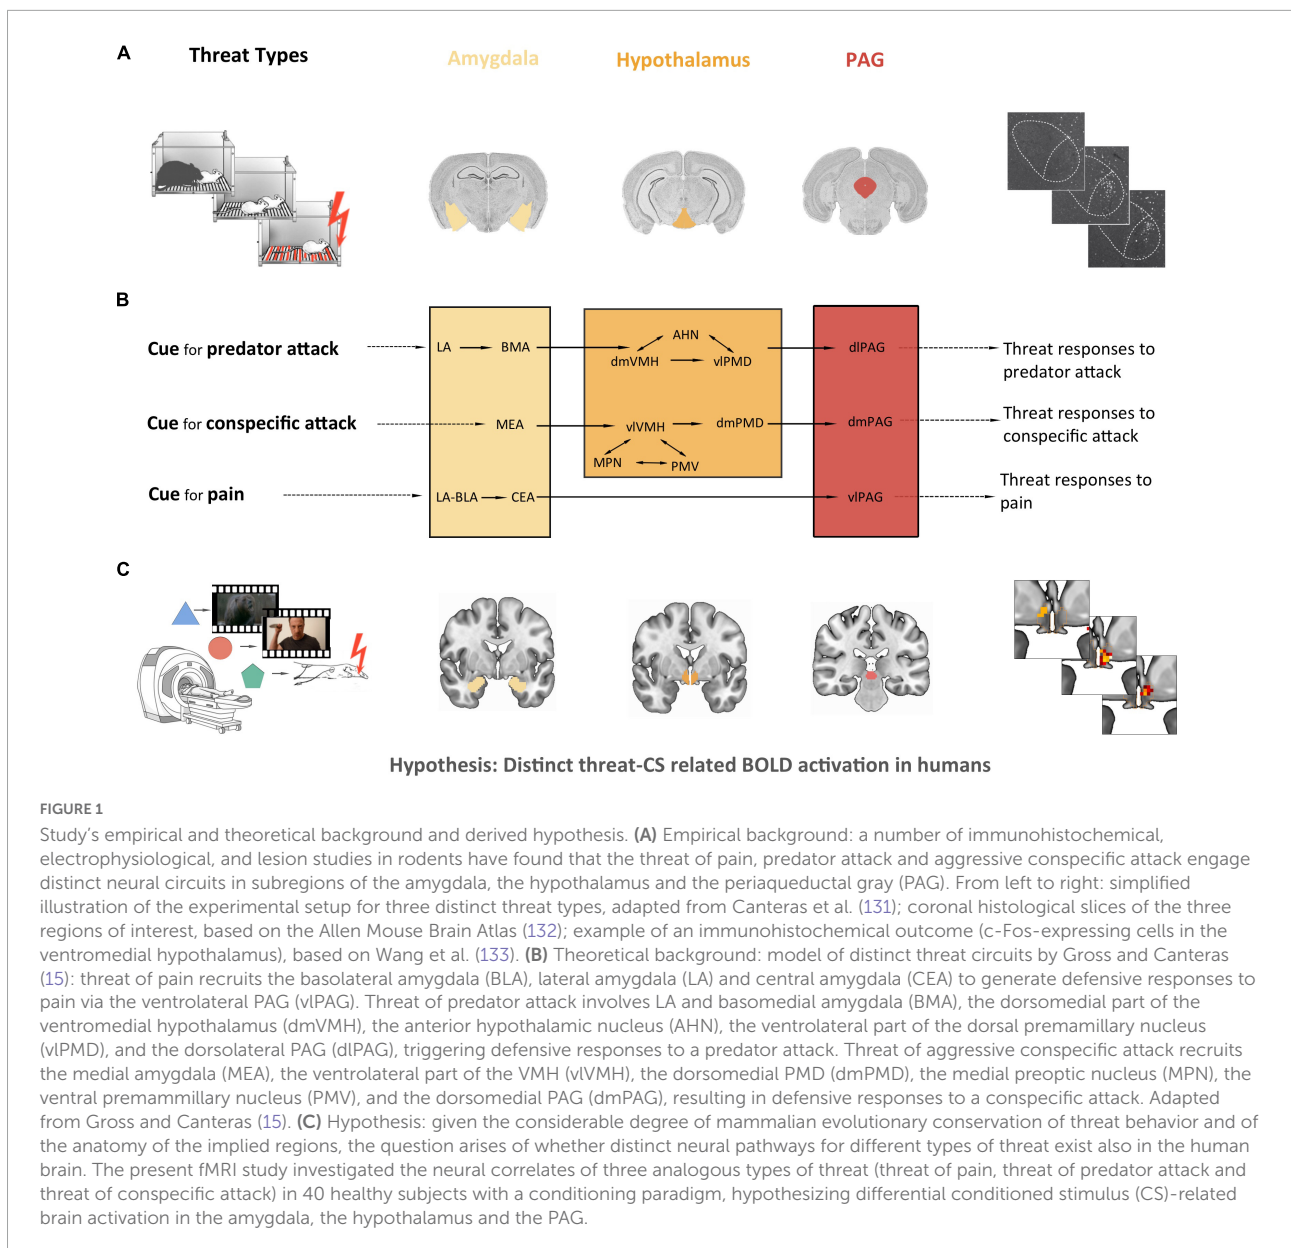 A
Threat Types
Amygdala
Hypothalamus
PAG
B
Cue for predator attack
LA
BMA
AHN
dmVMH
vlPMD
dlPAG
Threat responses to
predator attack
Cue for conspecific attack
MEA
vlVMH
dmPMD
MPN
PMV
dmPAG
Threat responses to
conspecific attack
Cue for pain
LA-BLA
CEA
vlPAG
Threat responses to
pain
C
Hypothesis: Distinct threat-CS related BOLD activation in humans
FIGURE 1
Study's empirical and theoretical background and derived hypothesis. (A) Empirical background: a number of immunohistochemical,
electrophysiological, and lesion studies in rodents have found that the threat of pain, predator attack and aggressive conspecific attack engage
distinct neural circuits in subregions of the amygdala, the hypothalamus and the periaqueductal gray (PAG). From left to right: simplified
illustration of the experimental setup for three distinct threat types, adapted from Canteras et al. (131); coronal histological slices of the three
regions of interest, based on the Allen Mouse Brain Atlas (132); example of an immunohistochemical outcome (c-Fos-expressing cells in the
ventromedial hypothalamus), based on Wang et al. (133). (B) Theoretical background: model of distinct threat circuits by Gross and Canteras
(15): threat of pain recruits the basolateral amygdala (BLA), lateral amygdala (LA) and central amygdala (CEA) to generate defensive responses to
pain via the ventrolateral PAG (vlPAG). Threat of predator attack involves LA and basomedial amygdala (BMA), the dorsomedial part of the
ventromedial hypothalamus (dmVMH), the anterior hypothalamic nucleus (AHN), the ventrolateral part of the dorsal premamillary nucleus
(vlPMD), and the dorsolateral PAG (dlPAG), triggering defensive responses to a predator attack. Threat of aggressive conspecific attack recruits
the medial amygdala (MEA), the ventrolateral part of the VMH (vlVMH), the dorsomedial PMD (dmPMD), the medial preoptic nucleus (MPN), the
ventral premammillary nucleus (PMV), and the dorsomedial PAG (dmPAG), resulting in defensive responses to a conspecific attack. Adapted
from Gross and Canteras (15). (C) Hypothesis: given the considerable degree of mammalian evolutionary conservation of threat behavior and of
the anatomy of the implied regions, the question arises of whether distinct neural pathways for different types of threat exist also in the human
brain. The present fMRI study investigated the neural correlates of three analogous types of threat (threat of pain, threat of predator attack and
threat of conspecific attack) in 40 healthy subjects with a conditioning paradigm, hypothesizing differential conditioned stimulus (CS)-related
brain activation in the amygdala, the hypothalamus and the PAG.